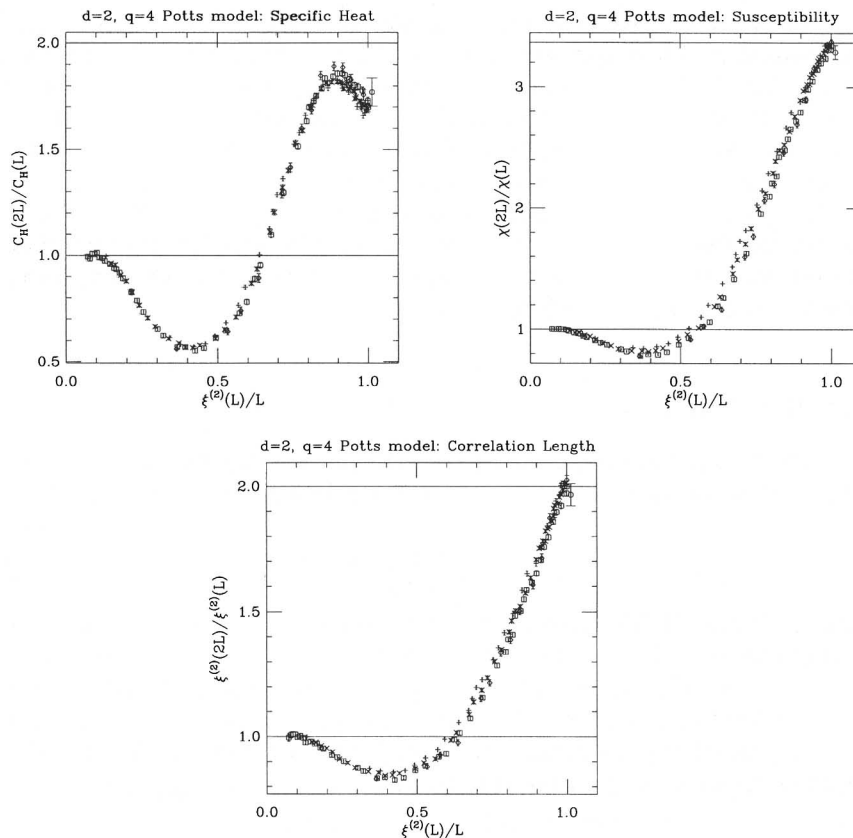 d=2, q=4 Potts model: Specific Heat
C_H(2L)/C_H(L)
2.0
1.5
1.0
0.5
0.0 0.5 1.0
ξ^(2)(L)/L
d=2, q=4 Potts model: Susceptibility
χ(2L)/χ(L)
3
2
1
0.0 0.5 1.0
ξ^(2)(L)/L
d=2, q=4 Potts model: Correlation Length
ξ^(2)(2L)/ξ^(2)(L)
2.0
1.5
1.0
0.0 0.5 1.0
ξ^(2)(L)/L